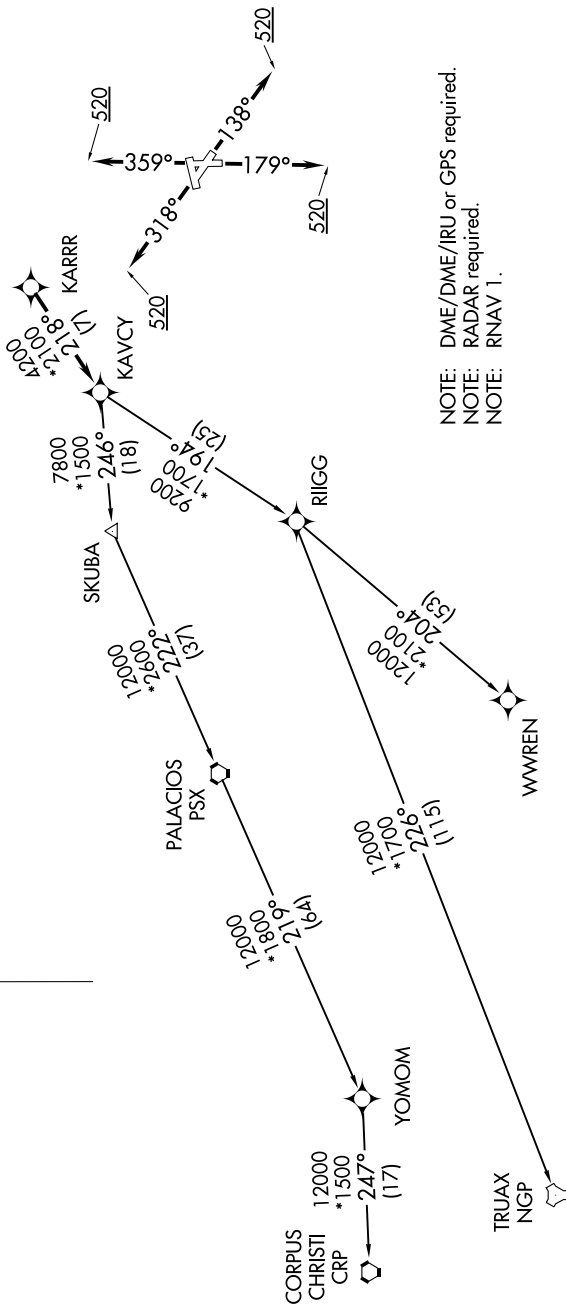 520
520
520
520
359°
138°
179°
318°
KARRR
4200
*2100
218°
(7)
KAVCY
7800
*1500
246°
(18)
SKUBA
9200
*1700
194°
(25)
RIIGG
12000
*2600
222°
(37)
PALACIOS
PSX
12000
*2100
204°
(53)
WWREN
12000
*1800
219°
(64)
YOMOM
12000
*1700
226°
(115)
TRUAX
NGP
12000
*1500
247°
(17)
CORPUS
CHRISTI
CRP
NOTE: DME/DME/IRU or GPS required.
NOTE: RADAR required.
NOTE: RNAV 1.